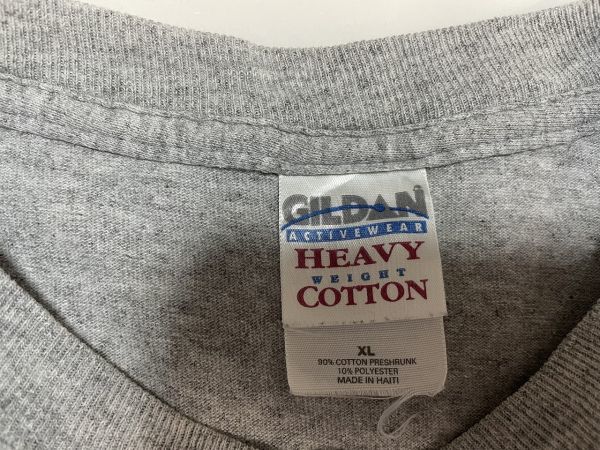 GILDAN
ACTIVEWEAR
HEAVY
WEIGHT
COTTON
XL
90% COTTON PRESHRUNK
10% POLYESTER
MADE IN HAITI